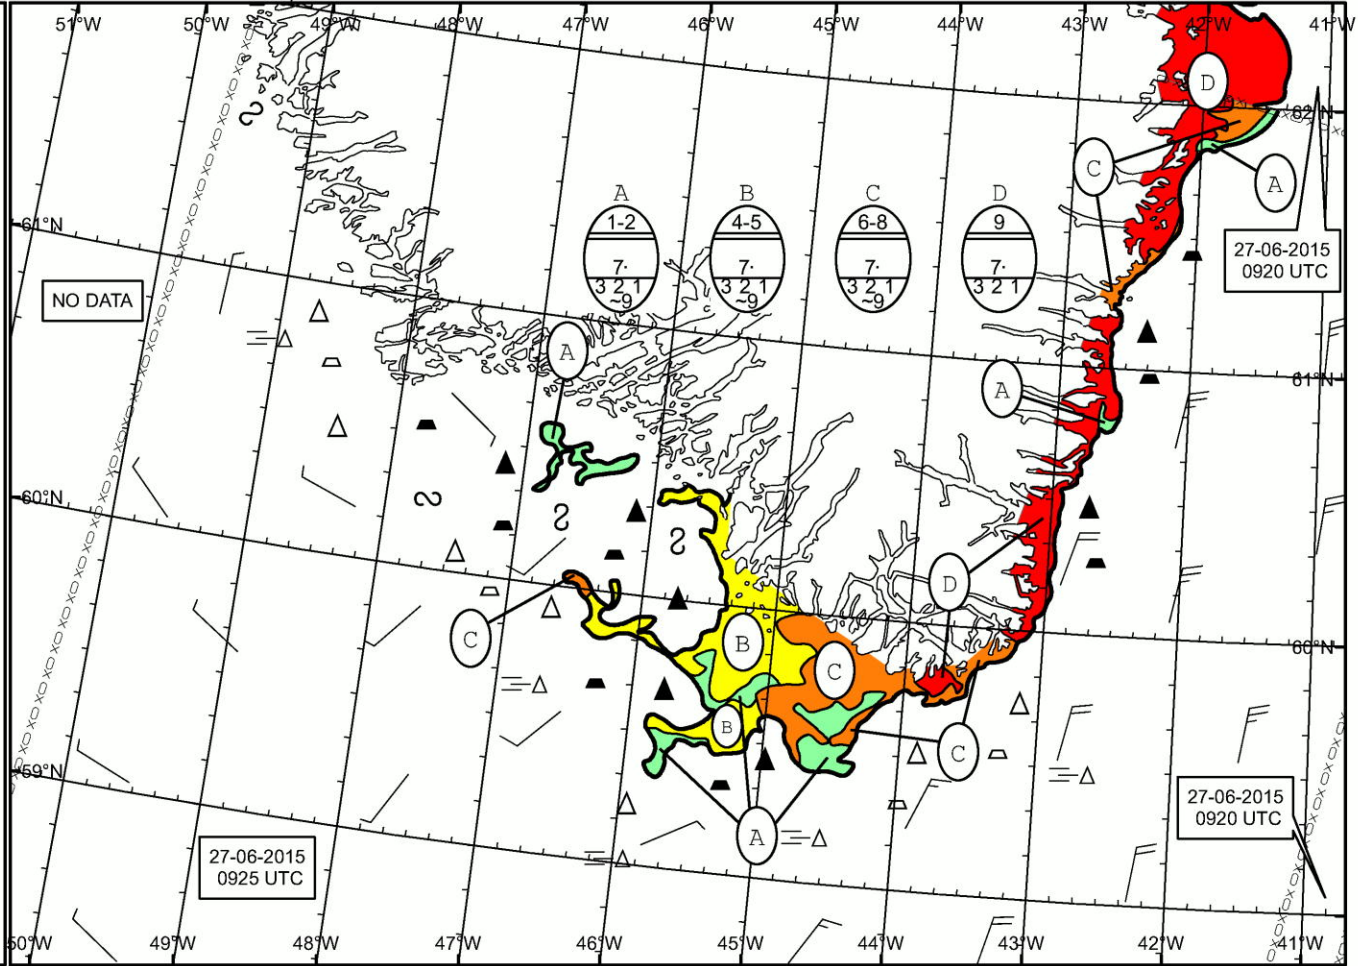 51°W 50°W 49°W 48°W 47°W 46°W 45°W 44°W 43°W 42°W 41°W
D
62°N
C
A
A B C D
1-2 4-5 6-8 9
7· 7· 7· 7·
3 2 1 3 2 1 3 2 1 3 2 1
~9 ~9 ~9
61°N
27-06-2015
0920 UTC
NO DATA
A
A
61°N
60°N
D
C
B
C
60°N
B
C
59°N
27-06-2015
0920 UTC
A
27-06-2015
0925 UTC
50°W 49°W 48°W 47°W 46°W 45°W 44°W 43°W 42°W 41°W